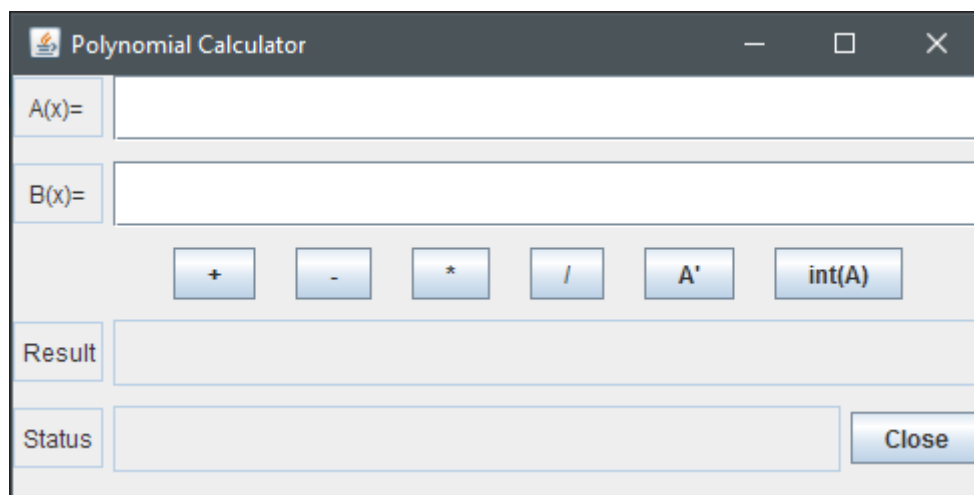 Polynomial Calculator
A(x)=
B(x)=
+ - * / A' int(A)
Result
Status Close